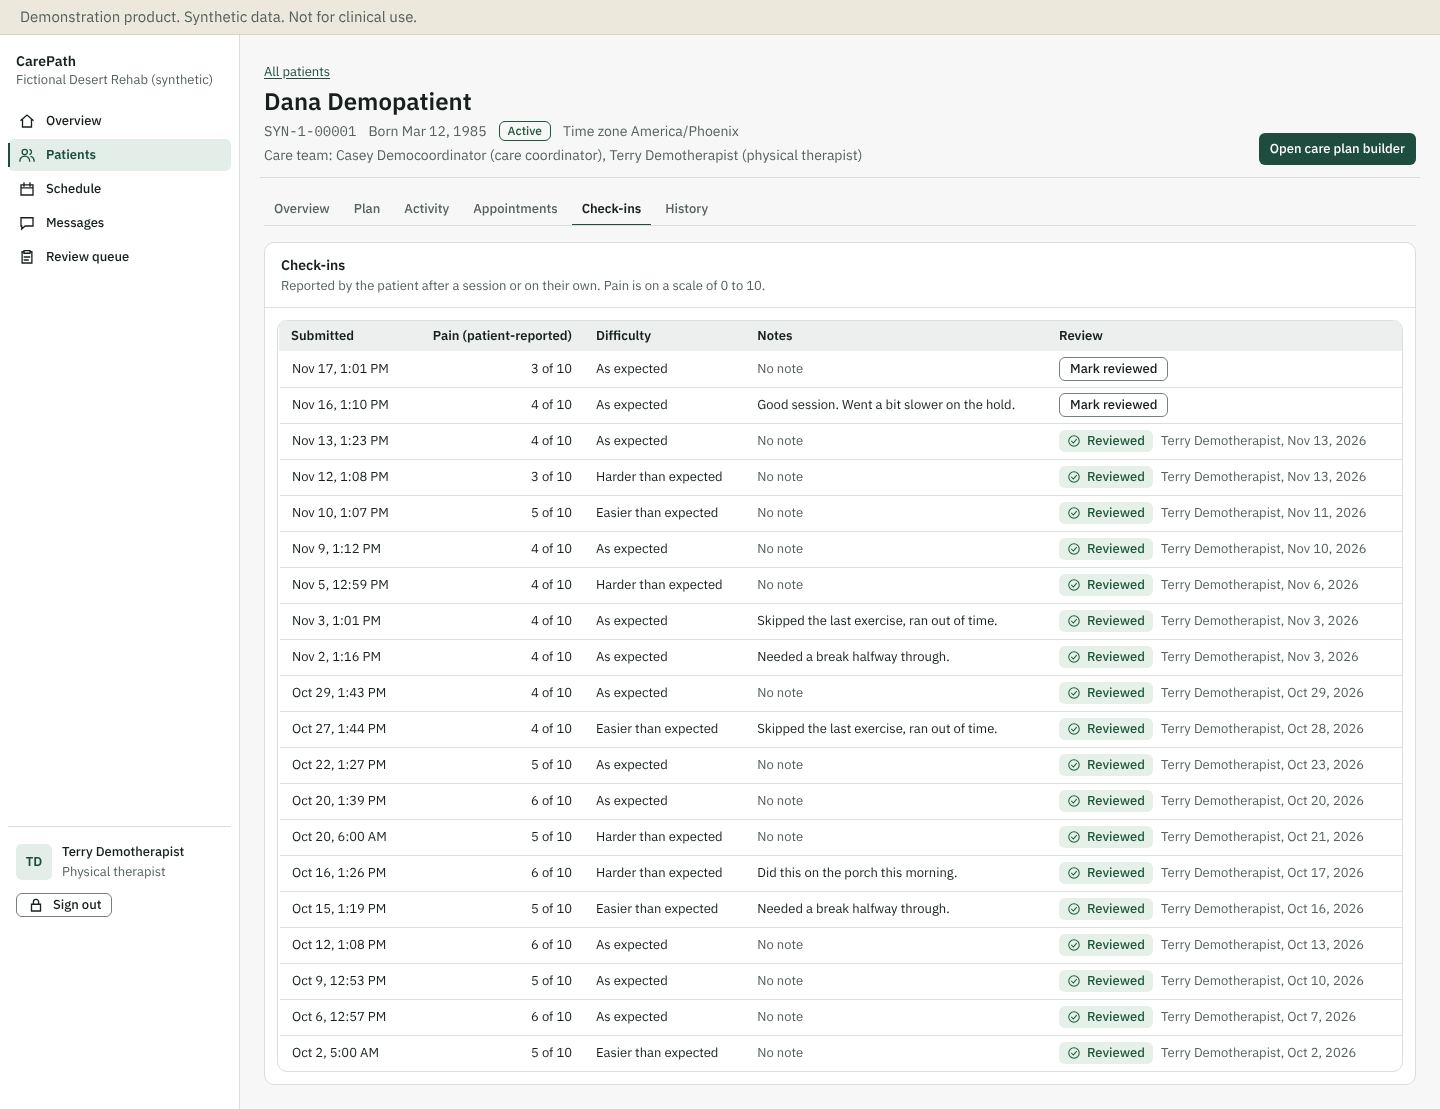 Demonstration product. Synthetic data. Not for clinical use.
CarePath
Fictional Desert Rehab (synthetic)
Overview
Patients
Schedule
Messages
Review queue
TD
Terry Demotherapist
Physical therapist
Sign out
All patients
Dana Demopatient
SYN-1-00001 Born Mar 12, 1985 Active Time zone America/Phoenix
Care team: Casey Democoordinator (care coordinator), Terry Demotherapist (physical therapist)
Open care plan builder
Overview Plan Activity Appointments Check-ins History
Check-ins
Reported by the patient after a session or on their own. Pain is on a scale of 0 to 10.
Submitted Pain (patient-reported) Difficulty Notes Review
Nov 17, 1:01 PM 3 of 10 As expected No note Mark reviewed
Nov 16, 1:10 PM 4 of 10 As expected Good session. Went a bit slower on the hold. Mark reviewed
Nov 13, 1:23 PM 4 of 10 As expected No note Reviewed Terry Demotherapist, Nov 13, 2026
Nov 12, 1:08 PM 3 of 10 Harder than expected No note Reviewed Terry Demotherapist, Nov 13, 2026
Nov 10, 1:07 PM 5 of 10 Easier than expected No note Reviewed Terry Demotherapist, Nov 11, 2026
Nov 9, 1:12 PM 4 of 10 As expected No note Reviewed Terry Demotherapist, Nov 10, 2026
Nov 5, 12:59 PM 4 of 10 Harder than expected No note Reviewed Terry Demotherapist, Nov 6, 2026
Nov 3, 1:01 PM 4 of 10 As expected Skipped the last exercise, ran out of time. Reviewed Terry Demotherapist, Nov 3, 2026
Nov 2, 1:16 PM 4 of 10 As expected Needed a break halfway through. Reviewed Terry Demotherapist, Nov 3, 2026
Oct 29, 1:43 PM 4 of 10 As expected No note Reviewed Terry Demotherapist, Oct 29, 2026
Oct 27, 1:44 PM 4 of 10 Easier than expected Skipped the last exercise, ran out of time. Reviewed Terry Demotherapist, Oct 28, 2026
Oct 22, 1:27 PM 5 of 10 As expected No note Reviewed Terry Demotherapist, Oct 23, 2026
Oct 20, 1:39 PM 6 of 10 As expected No note Reviewed Terry Demotherapist, Oct 20, 2026
Oct 20, 6:00 AM 5 of 10 Harder than expected No note Reviewed Terry Demotherapist, Oct 21, 2026
Oct 16, 1:26 PM 6 of 10 Harder than expected Did this on the porch this morning. Reviewed Terry Demotherapist, Oct 17, 2026
Oct 15, 1:19 PM 5 of 10 Easier than expected Needed a break halfway through. Reviewed Terry Demotherapist, Oct 16, 2026
Oct 12, 1:08 PM 6 of 10 As expected No note Reviewed Terry Demotherapist, Oct 13, 2026
Oct 9, 12:53 PM 5 of 10 As expected No note Reviewed Terry Demotherapist, Oct 10, 2026
Oct 6, 12:57 PM 6 of 10 As expected No note Reviewed Terry Demotherapist, Oct 7, 2026
Oct 2, 5:00 AM 5 of 10 Easier than expected No note Reviewed Terry Demotherapist, Oct 2, 2026